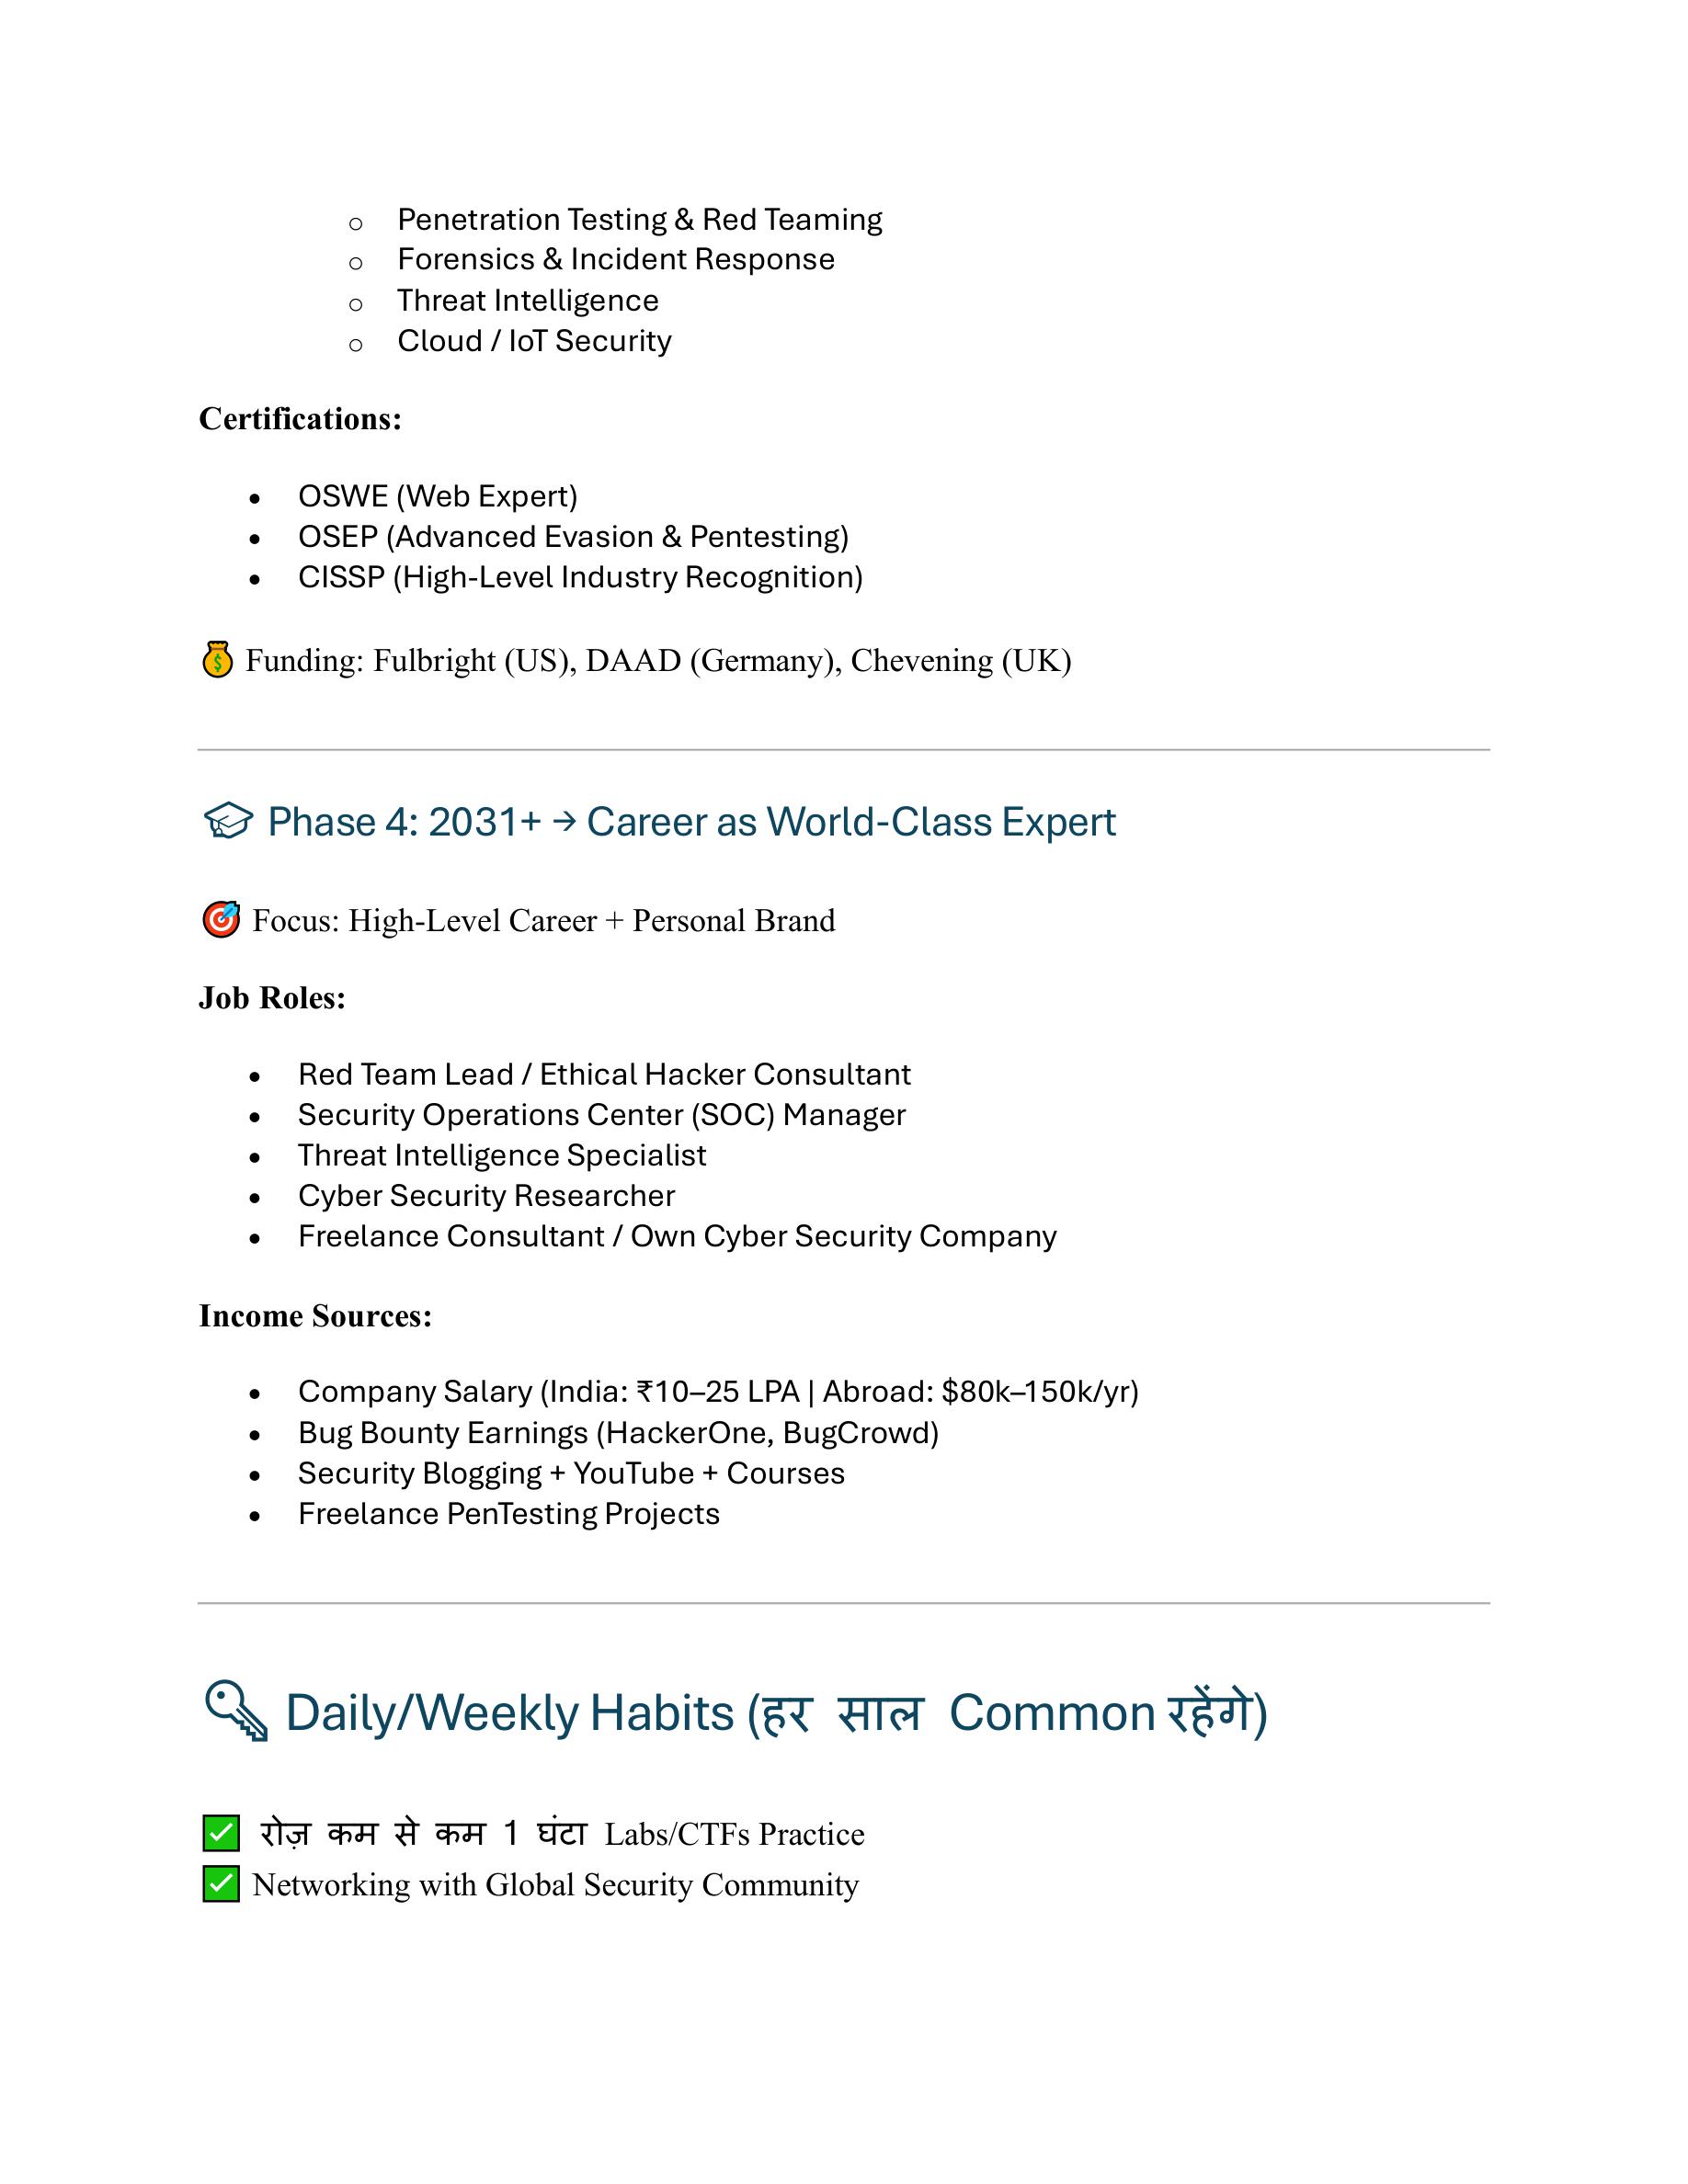 ○ Penetration Testing & Red Teaming
○ Forensics & Incident Response
○ Threat Intelligence
○ Cloud / IoT Security
Certifications:
• OSWE (Web Expert)
• OSEP (Advanced Evasion & Pentesting)
• CISSP (High-Level Industry Recognition)
💰 Funding: Fulbright (US), DAAD (Germany), Chevening (UK)
🎓 Phase 4: 2031+ → Career as World-Class Expert
🎯 Focus: High-Level Career + Personal Brand
Job Roles:
• Red Team Lead / Ethical Hacker Consultant
• Security Operations Center (SOC) Manager
• Threat Intelligence Specialist
• Cyber Security Researcher
• Freelance Consultant / Own Cyber Security Company
Income Sources:
• Company Salary (India: ₹10–25 LPA | Abroad: $80k–150k/yr)
• Bug Bounty Earnings (HackerOne, BugCrowd)
• Security Blogging + YouTube + Courses
• Freelance PenTesting Projects
🔑 Daily/Weekly Habits (हर साल Common रहेंगे)
✅ रोज़ कम से कम 1 घंटा Labs/CTFs Practice
✅ Networking with Global Security Community